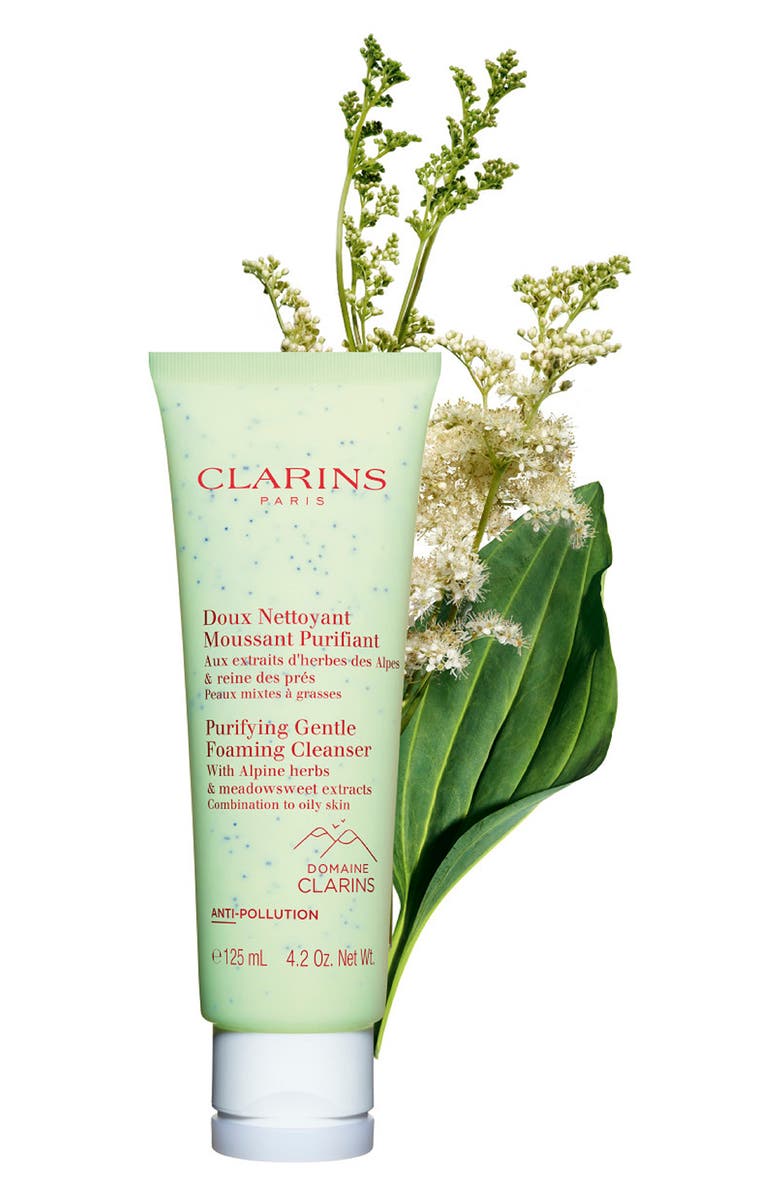 CLARINS
PARIS
Doux Nettoyant
Moussant Purifiant
Aux extraits d'herbes des Alpes
& reine des prés
Peaux mixtes à grasses
Purifying Gentle
Foaming Cleanser
With Alpine herbs
& meadowsweet extracts
Combination to oily skin
DOMAINE
CLARINS
ANTI-POLLUTION
℮125 mL 4.2 Oz. Net Wt.